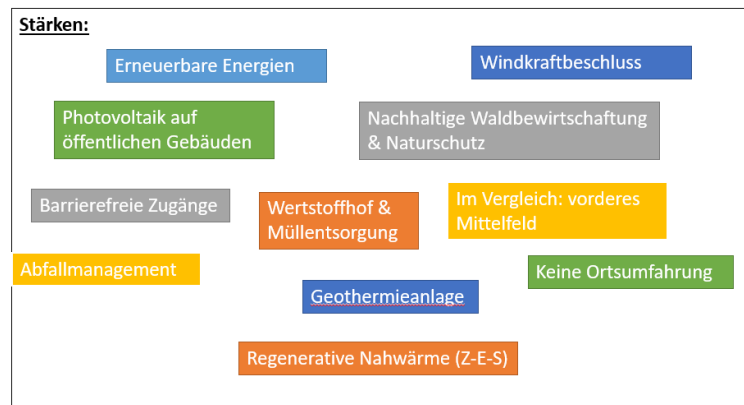 Stärken:
Erneuerbare Energien
Windkraftbeschluss
Photovoltaik auf
öffentlichen Gebäuden
Nachhaltige Waldbewirtschaftung
& Naturschutz
Barrierefreie Zugänge
Wertstoffhof &
Müllentsorgung
Im Vergleich: vorderes
Mittelfeld
Abfallmanagement
Keine Ortsumfahrung
Geothermieanlage
Regenerative Nahwärme (Z-E-S)